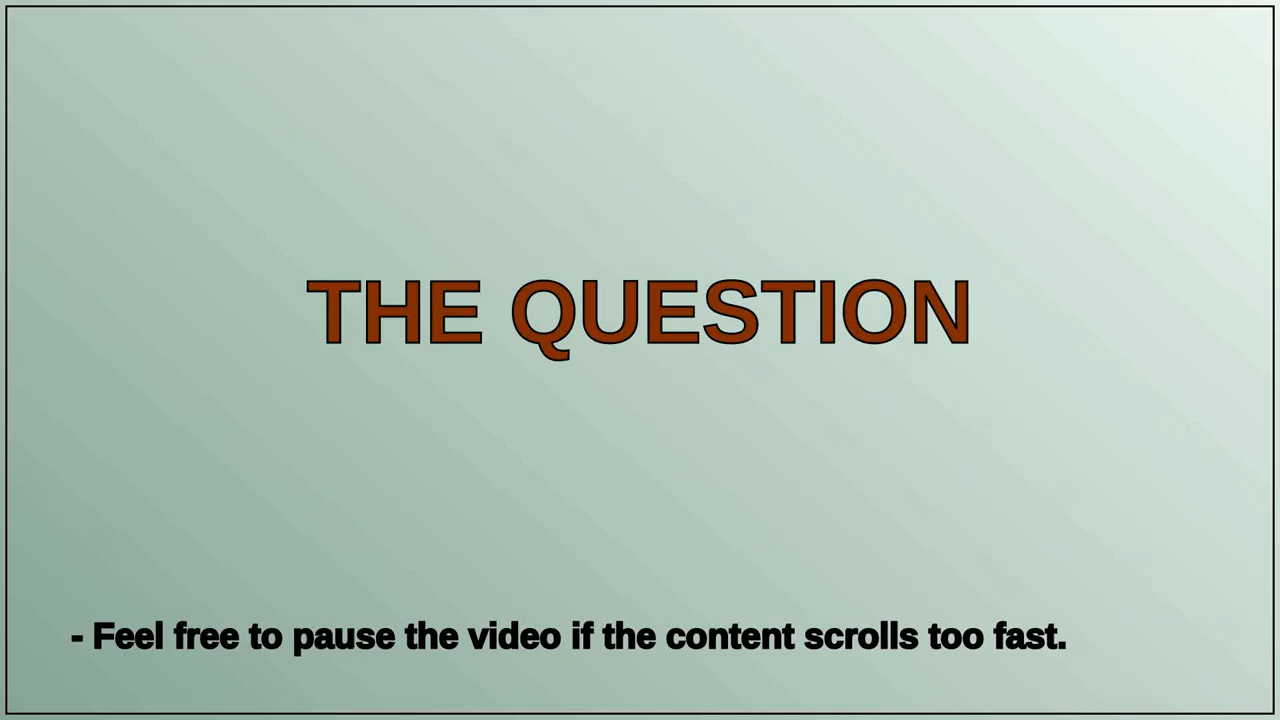 THE QUESTION
- Feel free to pause the video if the content scrolls too fast.